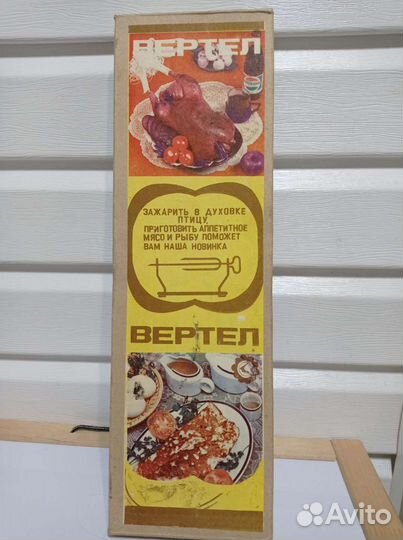 ВЕРТЕЛ
ЗАЖАРИТЬ В ДУХОВКЕ
ПТИЦУ,
ПРИГОТОВИТЬ АППЕТИТНОЕ
МЯСО И РЫБУ ПОМОЖЕТ
ВАМ НАША НОВИНКА
ВЕРТЕЛ
Avito